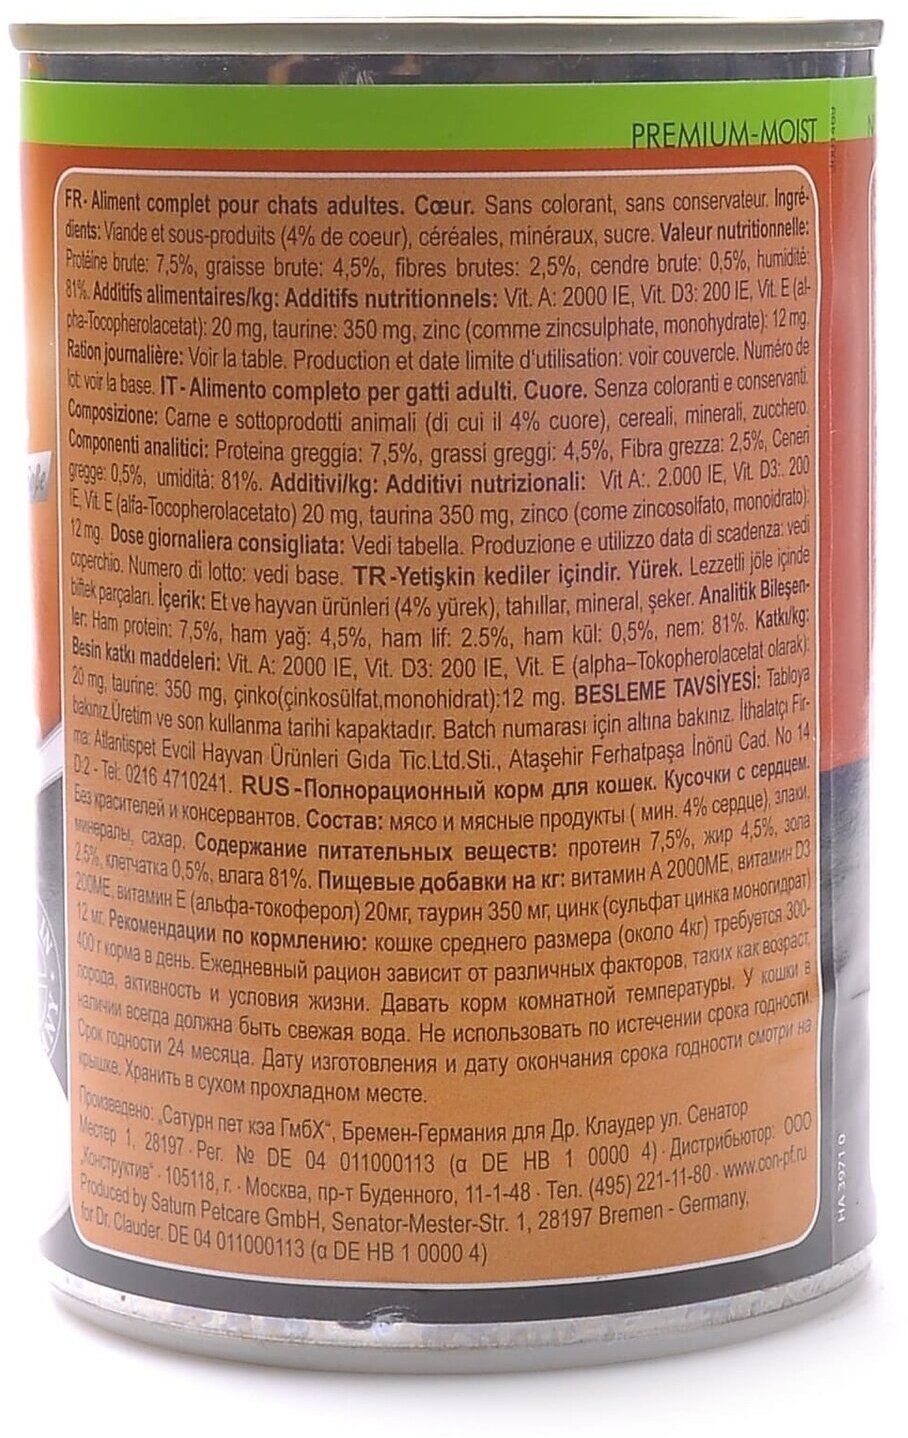 PREMIUM-MOIST
FR- Aliment complet pour chats adultes. Cœur. Sans colorant, sans conservateur. Ingré-
dients: Viande et sous-produits (4% de coeur), céréales, minéraux, sucre. Valeur nutritionnelle:
Protéine brute: 7,5%, graisse brute: 4,5%, fibres brutes: 2,5%, cendre brute: 0,5%, humidité:
81%. Additifs alimentaires/kg: Additifs nutritionnels: Vit. A: 2000 IE, Vit. D3: 200 IE, Vit. E (al-
pha-Tocopherolacetat): 20 mg, taurine: 350 mg, zinc (comme zincsulphate, monohydrate): 12 mg.
Ration journalière: Voir la table. Production et date limite d'utilisation: voir couvercle. Numéro de
lot: voir la base. IT - Alimento completo per gatti adulti. Cuore. Senza coloranti e conservanti.
Composizione: Carne e sottoprodotti animali (di cui il 4% cuore), cereali, minerali, zucchero.
Componenti analitici: Proteina greggia: 7,5%, grassi greggi: 4,5%, Fibra grezza: 2,5%, Ceneri
gregge: 0,5%, umidità: 81%. Additivi/kg: Additivi nutrizionali: Vit A:. 2.000 IE, Vit. D3:. 200
IE, Vit. E (alfa-Tocopherolacetato) 20 mg, taurina 350 mg, zinco (come zincosolfato, monoidrato):
12 mg. Dose giornaliera consigliata: Vedi tabella. Produzione e utilizzo data di scadenza: vedi
coperchio. Numero di lotto: vedi base. TR-Yetişkin kediler içindir. Yürek. Lezzetli jöle içinde
biftek parçaları. İçerik: Et ve hayvan ürünleri (4% yürek), tahıllar, mineral, şeker. Analitik Bileşen-
ler: Ham protein: 7,5%, ham yağ: 4,5%, ham lif: 2.5%, ham kül: 0,5%, nem: 81%. Katkı/kg:
Besin katkı maddeleri: Vit. A: 2000 IE, Vit. D3: 200 IE, Vit. E (alpha–Tokopherolacetat olarak):
20 mg, taurine: 350 mg, çinko(çinkosülfat,monohidrat):12 mg. BESLEME TAVSİYESİ: Tabloya
bakınız.Üretim ve son kullanma tarihi kapaktadır. Batch numarası için altına bakınız. İthalatçı Fir-
ma: Atlantispet Evcil Hayvan Ürünleri Gıda Tic.Ltd.Sti., Ataşehir Ferhatpaşa İnönü Cad. No 14
D:2 - Tel: 0216 4710241. RUS-Полнорационный корм для кошек. Кусочки с сердцем.
Без красителей и консервантов. Состав: мясо и мясные продукты ( мин. 4% сердце), злаки,
минералы, сахар. Содержание питательных веществ: протеин 7,5%, жир 4,5%, зола
2,5%, клетчатка 0,5%, влага 81%. Пищевые добавки на кг: витамин А 2000МЕ, витамин D3
200МЕ, витамин Е (альфа-токоферол) 20мг, таурин 350 мг, цинк (сульфат цинка моногидрат)
12 мг. Рекомендации по кормлению: кошке среднего размера (около 4кг) требуется 300-
400 г корма в день. Ежедневный рацион зависит от различных факторов, таких как возраст,
порода, активность и условия жизни. Давать корм комнатной температуры. У кошки в
наличии всегда должна быть свежая вода. Не использовать по истечении срока годности.
Срок годности 24 месяца. Дату изготовления и дату окончания срока годности смотри на
крышке. Хранить в сухом прохладном месте.
Произведено: „Сатурн пет кэа ГмбХ“, Бремен-Германия для Др. Клаудер ул. Сенатор
Местер 1, 28197 · Рег. № DE 04 011000113 (α DE HB 1 0000 4) · Дистрибьютор: ООО
„Конструктив“ · 105118, г. · Москва, пр-т Буденного, 11-1-48 · Тел. (495) 221-11-80 · www.con-pf.ru
Produced by Saturn Petcare GmbH, Senator-Mester-Str. 1, 28197 Bremen - Germany,
for Dr. Clauder. DE 04 011000113 (α DE HB 1 0000 4)
HA 3971 0